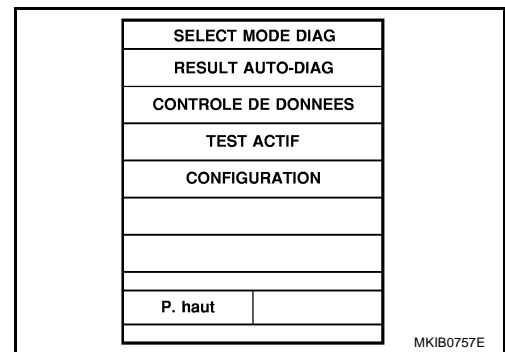 SELECT MODE DIAG
RESULT AUTO-DIAG
CONTROLE DE DONNEES
TEST ACTIF
CONFIGURATION
P. haut
MKIB0757E